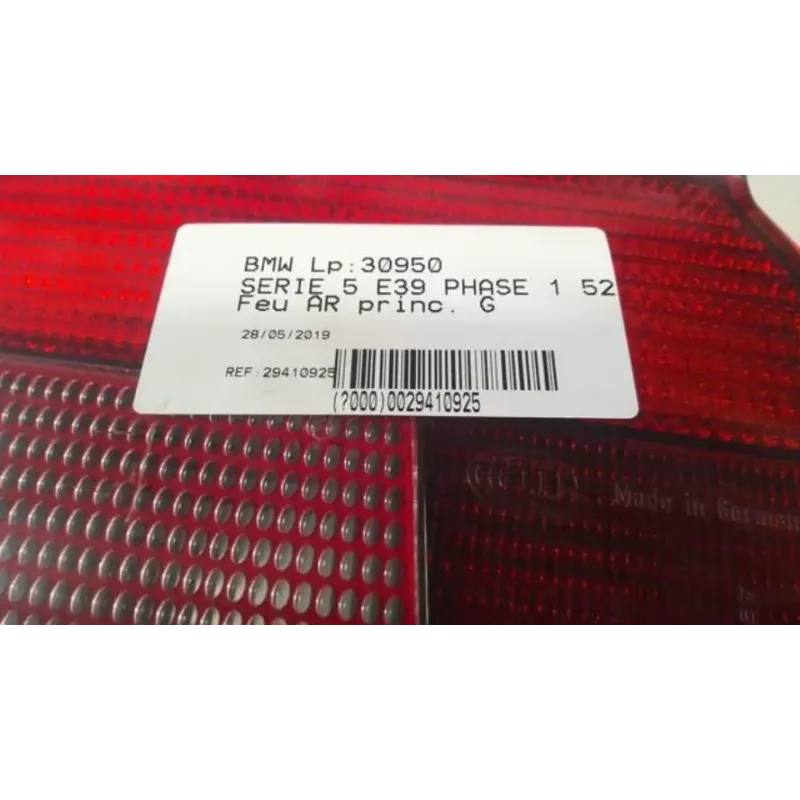 BMW Lp:30950
SERIE 5 E39 PHASE 1 52
Feu AR princ. G
28/05/2019
REF:29410925
(?000)0029410925
Hella Made in Germany